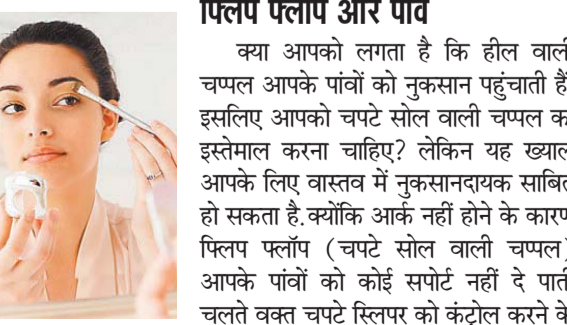 फ्लिप फ्लॉप और पांव
क्या आपको लगता है कि हील वाली
चप्पल आपके पांवों को नुकसान पहुंचाती हैं
इसलिए आपको चपटे सोल वाली चप्पल का
इस्तेमाल करना चाहिए? लेकिन यह ख्याल
आपके लिए वास्तव में नुकसानदायक साबित
हो सकता है.क्योंकि आर्क नहीं होने के कारण
फ्लिप फ्लॉप (चपटे सोल वाली चप्पल)
आपके पांवों को कोई सपोर्ट नहीं दे पाती
चलते वक्त चपटे स्लिपर को कंट्रोल करने के